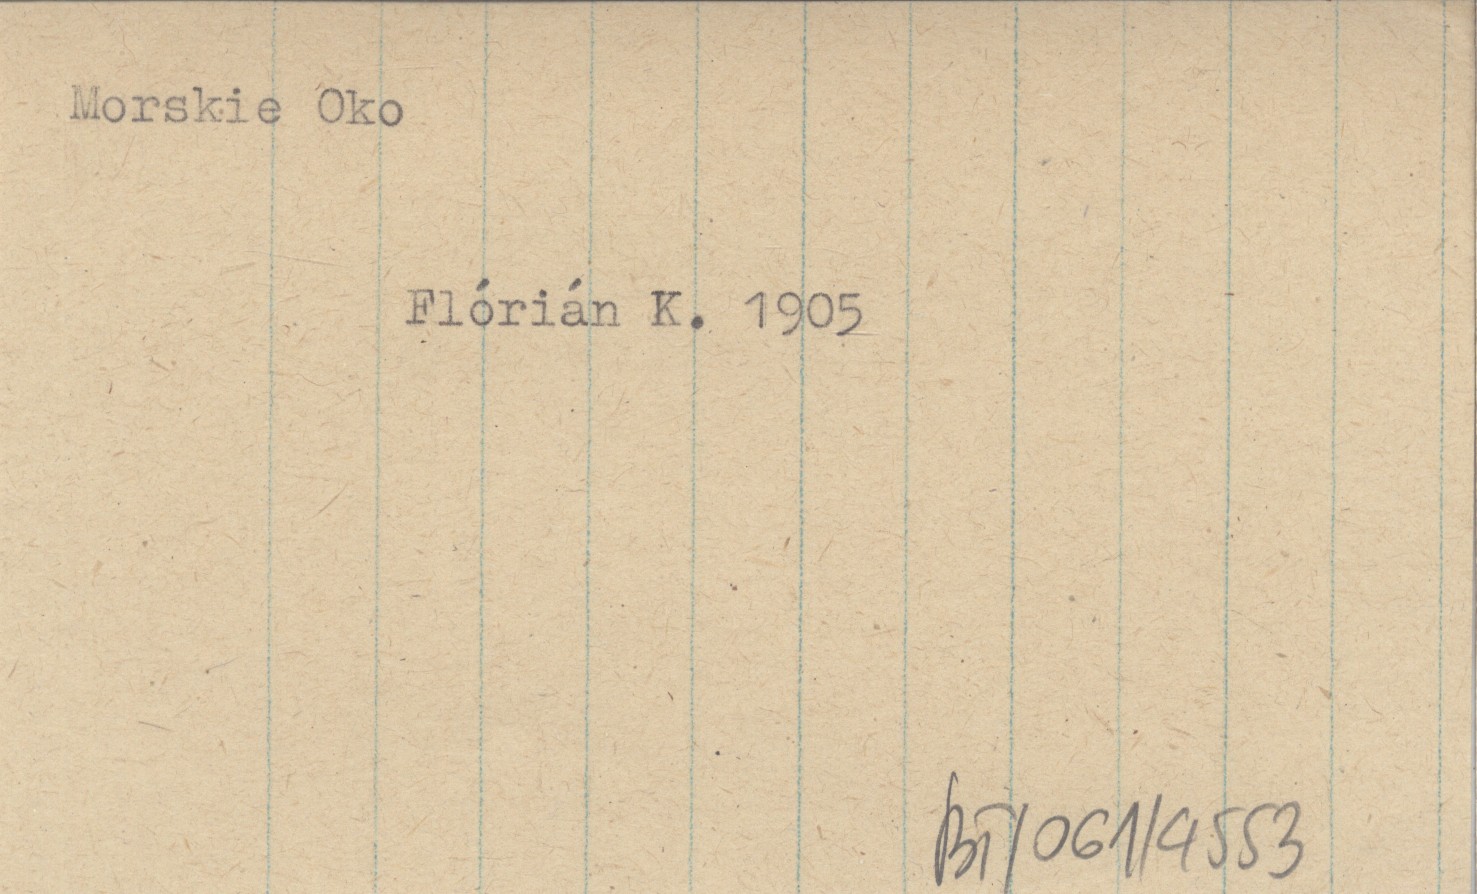 Morskie Oko
Flórián K. 1905
BT/061/4553